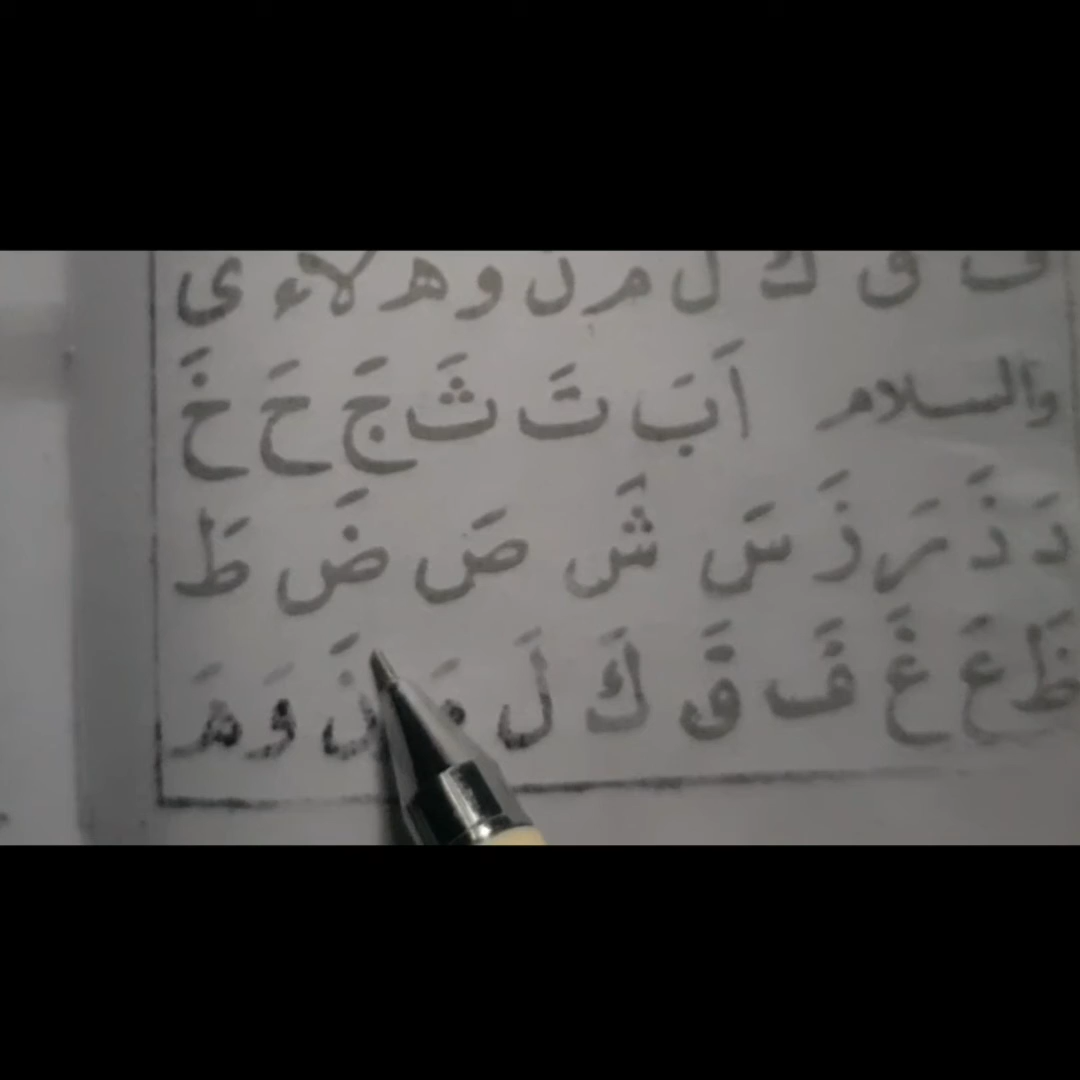 ف ق ك ل م ن و ه لا ء ى
والسلام اَ بَ تَ ثَ جَ حَ خَ
دَ ذَ رَ زَ سَ شَ صَ ضَ طَ
ظَ عَ غَ فَ قَ كَ لَ مَ نَ وَ هَ